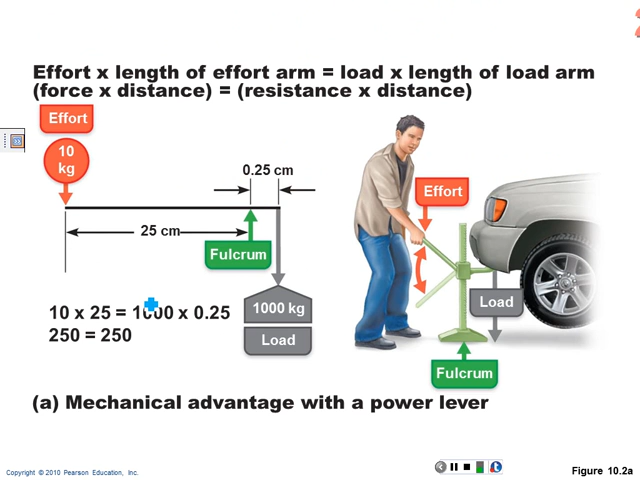 Effort x length of effort arm = load x length of load arm
(force x distance) = (resistance x distance)
Effort
10
kg
0.25 cm
25 cm
Fulcrum
10 x 25 = 1000 x 0.25
250 = 250
1000 kg
Load
Effort
Load
Fulcrum
(a) Mechanical advantage with a power lever
Copyright © 2010 Pearson Education, Inc.
Figure 10.2a